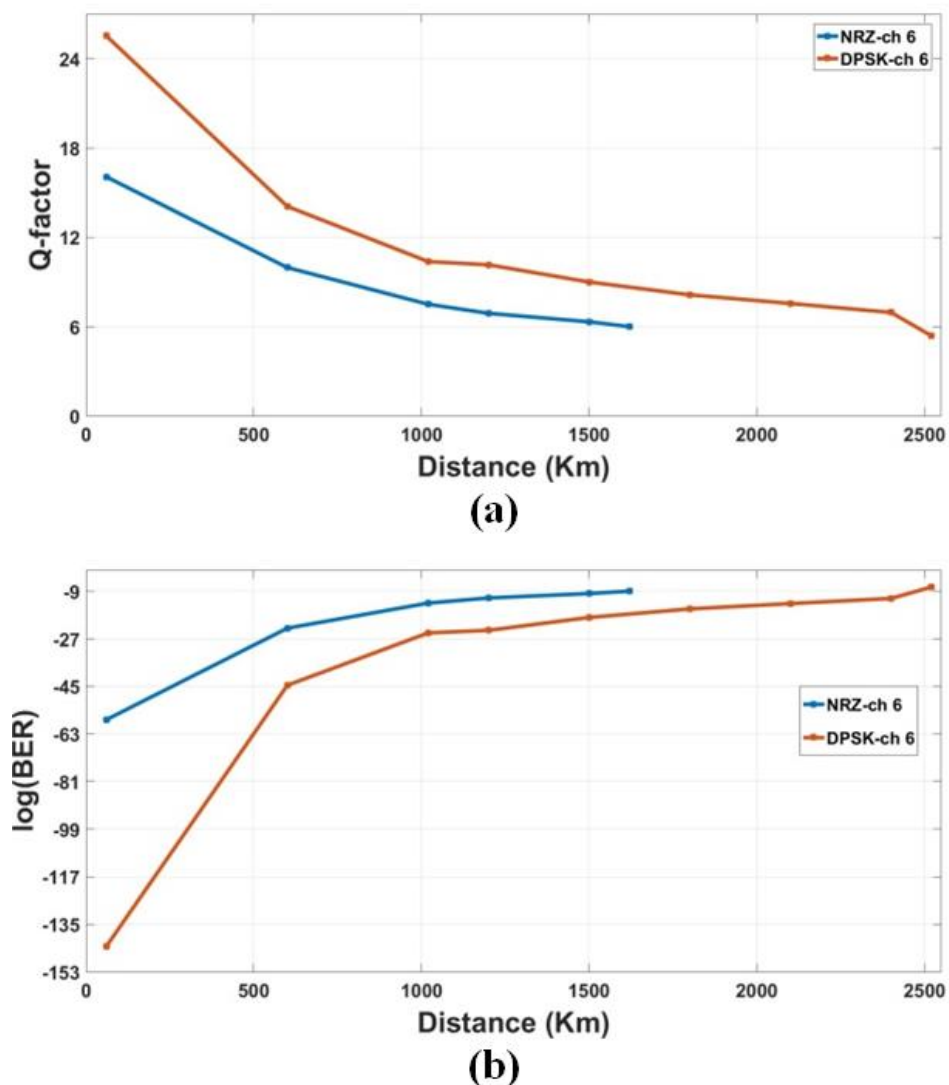 24
18
12
6
0
Q-factor
NRZ-ch 6
DPSK-ch 6
0 500 1000 1500 2000 2500
Distance (Km)
(a)
-9
-27
-45
-63
-81
-99
-117
-135
-153
log(BER)
NRZ-ch 6
DPSK-ch 6
0 500 1000 1500 2000 2500
Distance (Km)
(b)